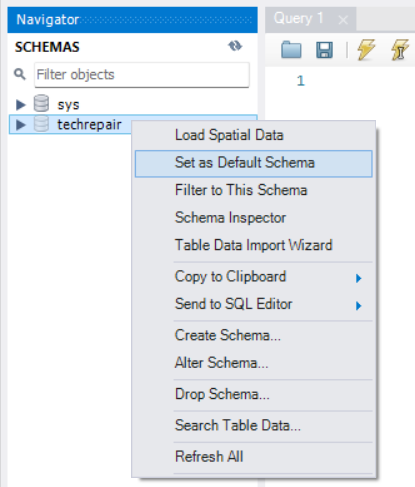 Navigator
Query 1
SCHEMAS
Filter objects
1
sys
techrepair
Load Spatial Data
Set as Default Schema
Filter to This Schema
Schema Inspector
Table Data Import Wizard
Copy to Clipboard
Send to SQL Editor
Create Schema...
Alter Schema...
Drop Schema...
Search Table Data...
Refresh All